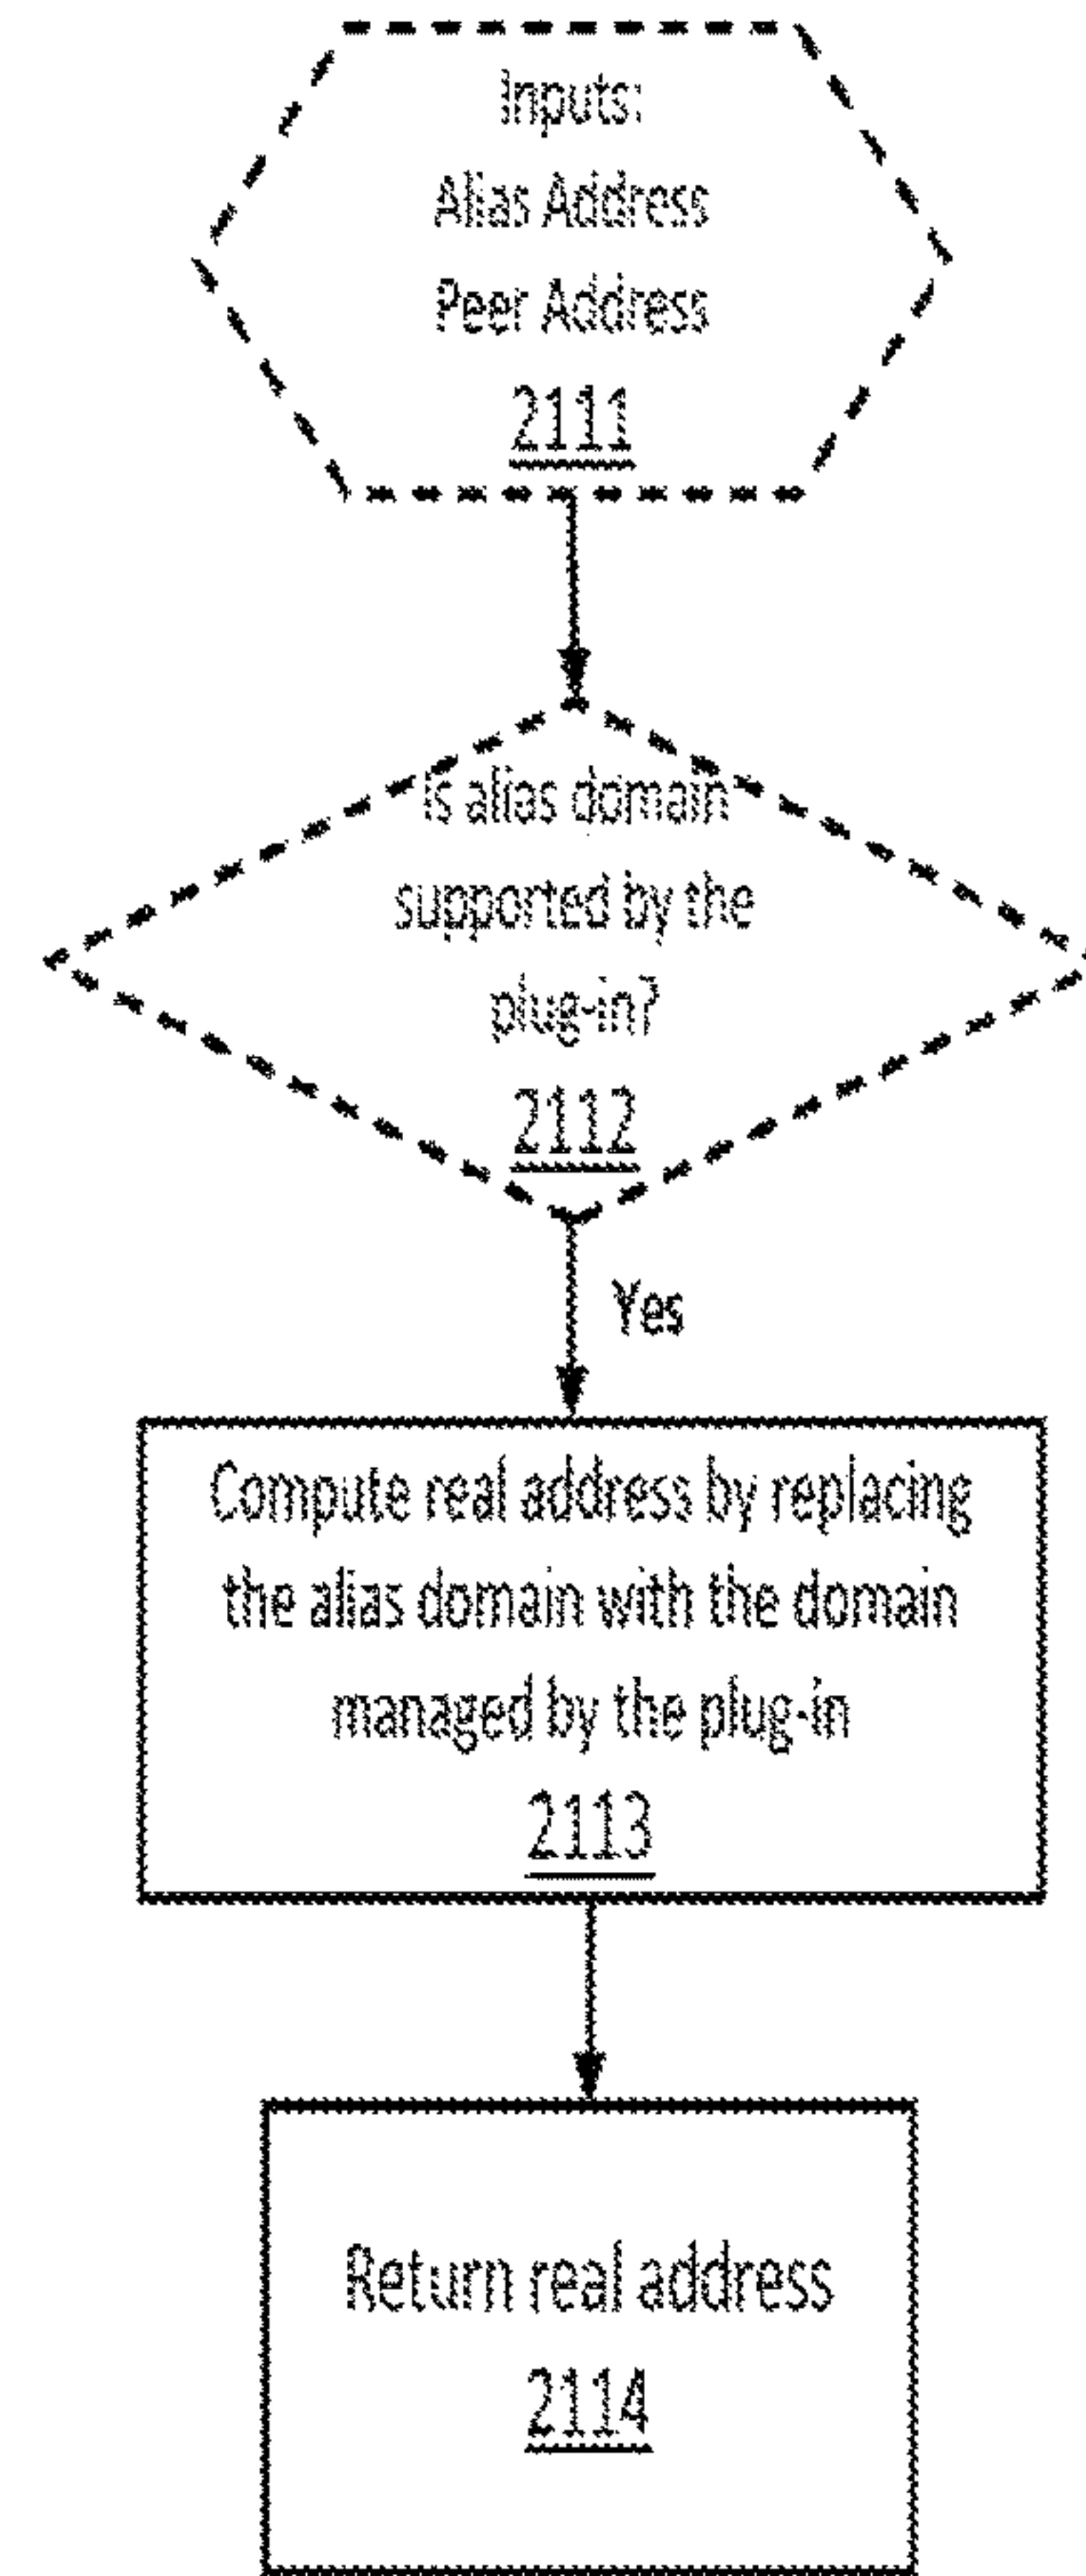 Inputs:
Alias Address
Peer Address
2111
Is alias domain
supported by the
plug-in?
2112
Yes
Compute real address by replacing
the alias domain with the domain
managed by the plug-in
2113
Return real address
2114